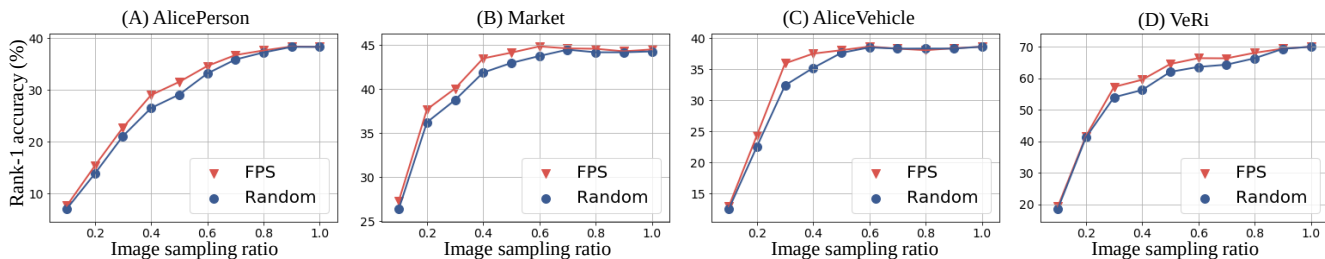 (A) AlicePerson
(B) Market
(C) AliceVehicle
(D) VeRi
Rank-1 accuracy (%)
40
30
20
10
FPS
Random
0.2 0.4 0.6 0.8 1.0
Image sampling ratio
45
40
35
30
25
FPS
Random
0.2 0.4 0.6 0.8 1.0
Image sampling ratio
40
35
30
25
20
15
FPS
Random
0.2 0.4 0.6 0.8 1.0
Image sampling ratio
70
60
50
40
30
20
FPS
Random
0.2 0.4 0.6 0.8 1.0
Image sampling ratio